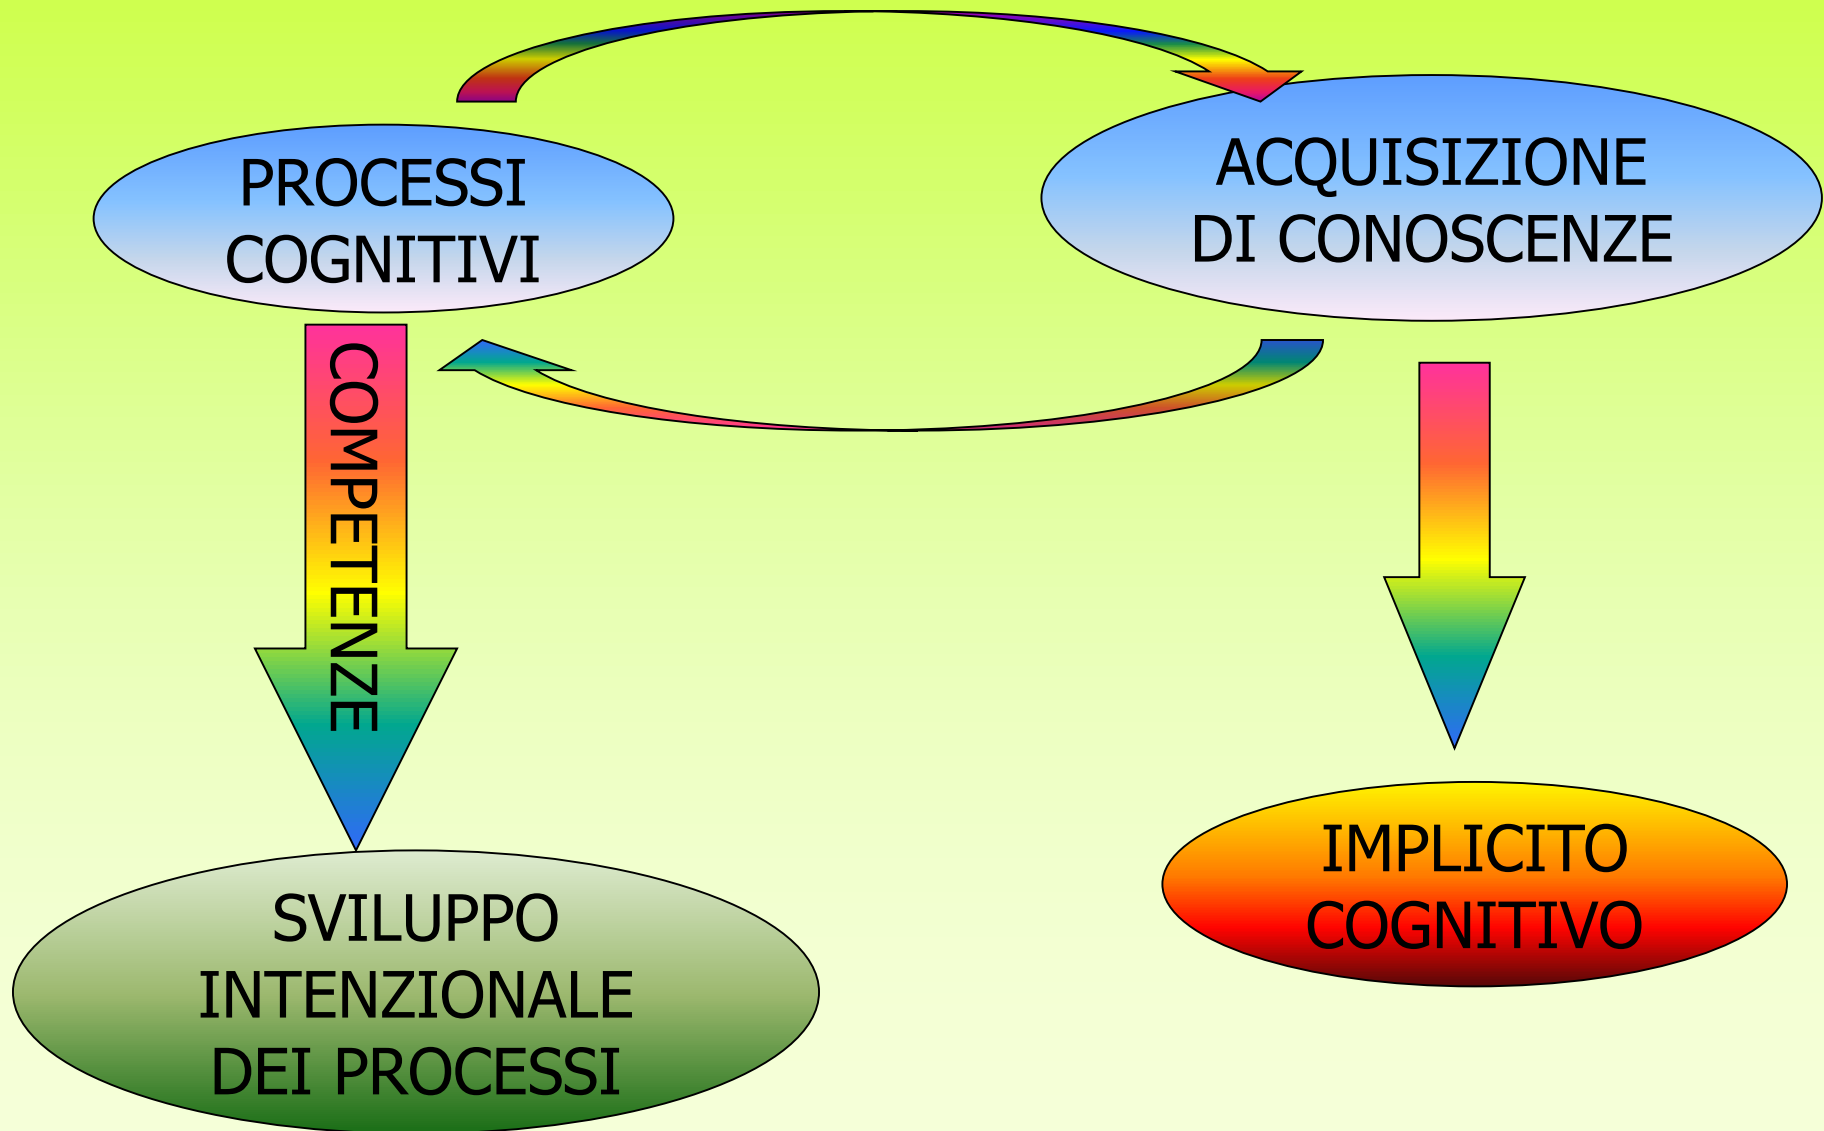 PROCESSI
COGNITIVI
ACQUISIZIONE
DI CONOSCENZE
COMPETENZE
IMPLICITO
COGNITIVO
SVILUPPO
INTENZIONALE
DEI PROCESSI